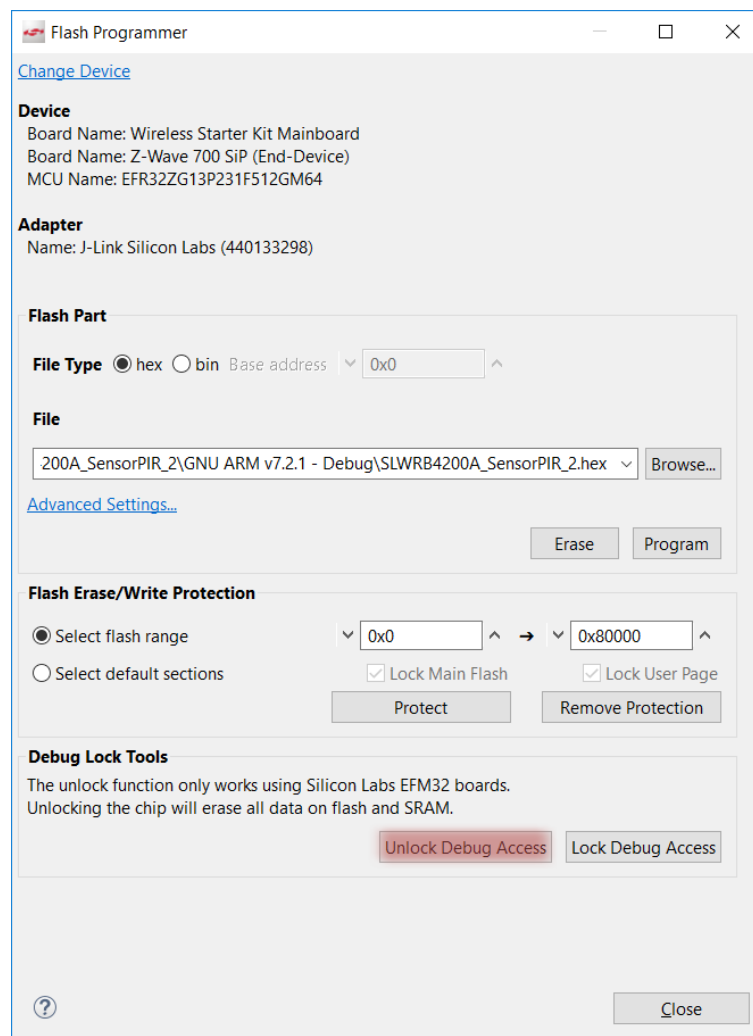 Flash Programmer
Change Device
Device
Board Name: Wireless Starter Kit Mainboard
Board Name: Z-Wave 700 SiP (End-Device)
MCU Name: EFR32ZG13P231F512GM64
Adapter
Name: J-Link Silicon Labs (440133298)
Flash Part
File Type hex bin Base address 0x0
File
200A_SensorPIR_2\GNU ARM v7.2.1 - Debug\SLWRB4200A_SensorPIR_2.hex Browse...
Advanced Settings...
Erase Program
Flash Erase/Write Protection
Select flash range 0x0 ➔ 0x80000
Select default sections Lock Main Flash Lock User Page
Protect Remove Protection
Debug Lock Tools
The unlock function only works using Silicon Labs EFM32 boards.
Unlocking the chip will erase all data on flash and SRAM.
Unlock Debug Access Lock Debug Access
? Close